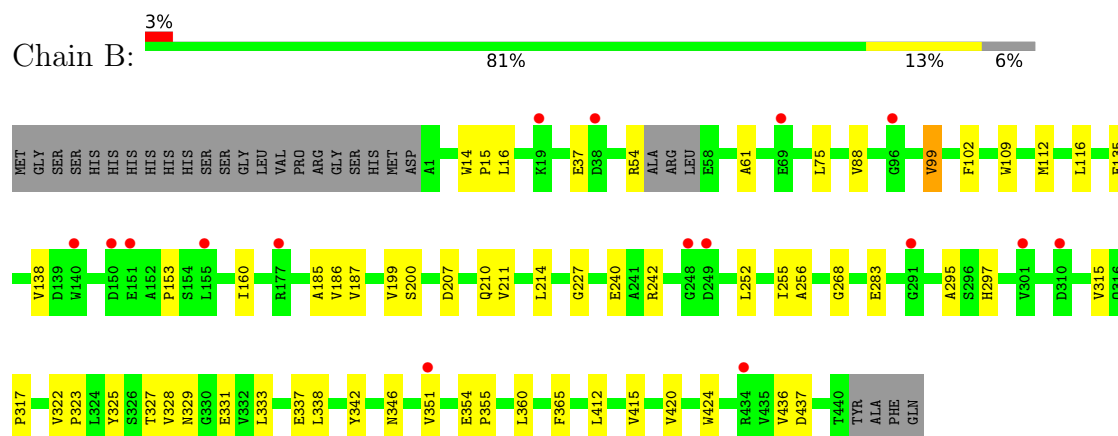 3%
Chain B:
81% 13% 6%
MET GLY SER SER HIS HIS HIS HIS HIS HIS SER SER GLY LEU VAL PRO ARG GLY SER HIS MET ASP A1 W14 P15 L16 K19 E37 D38 R54 ALA ARG LEU E58 A61 E69 L75 V88 G96 V99 F102 W109 M112 L116 E135
V138 D139 W140 D150 E151 A152 P153 S154 L155 I160 R177 A185 V186 V187 V199 S200 D207 Q210 V211 L214 G227 E240 A241 R242 G248 D249 L252 I255 A256 G268 E283 G291 A295 S296 H297 V301 D310 V315
P317 V322 P323 L324 Y325 S326 T327 V328 N329 G330 E331 V332 L333 E337 L338 Y342 N346 V351 E354 P355 L360 F365 L412 V415 V420 W424 R434 V435 V436 D437 T440 TYR ALA PHE GLN